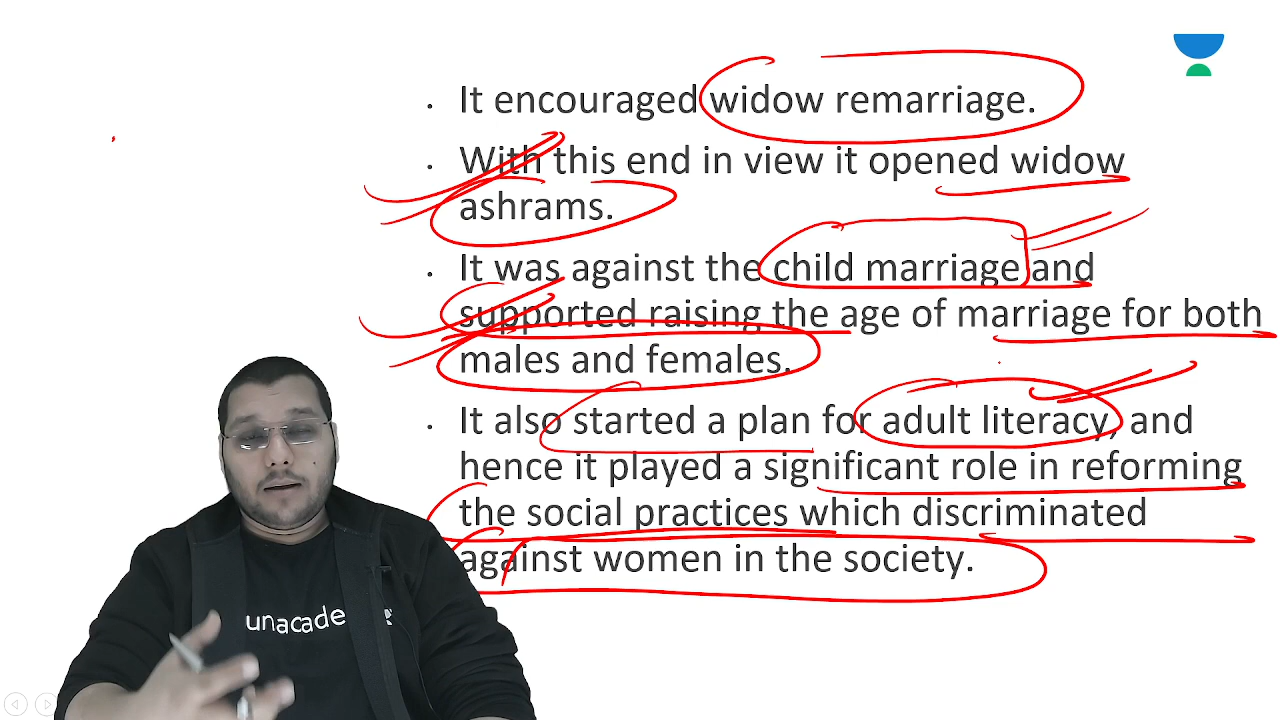 It encouraged widow remarriage.
With this end in view it opened widow
ashrams.
It was against the child marriage and
supported raising the age of marriage for both
males and females.
It also started a plan for adult literacy, and
hence it played a significant role in reforming
the social practices which discriminated
against women in the society.
unacade